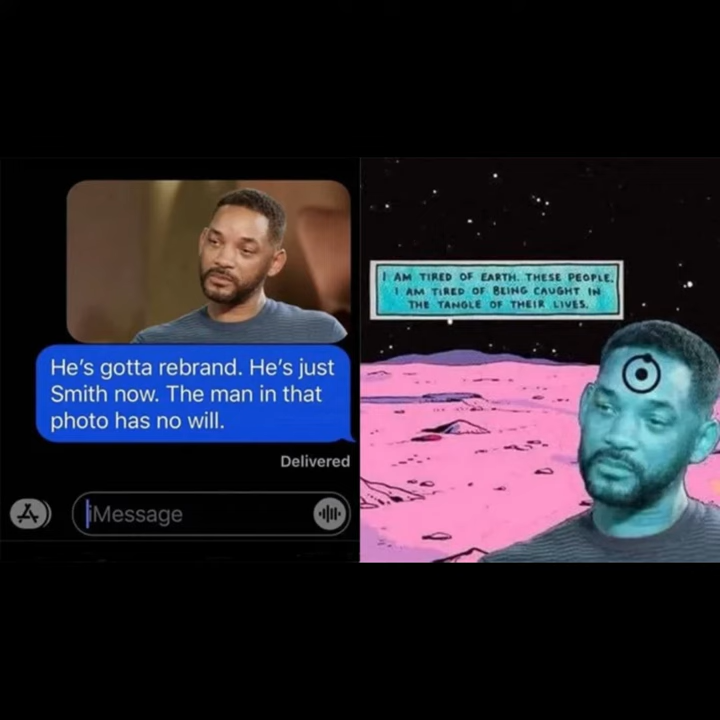 He's gotta rebrand. He's just
Smith now. The man in that
photo has no will.
Delivered
iMessage
I AM TIRED OF EARTH. THESE PEOPLE.
I AM TIRED OF BEING CAUGHT IN
THE TANGLE OF THEIR LIVES.